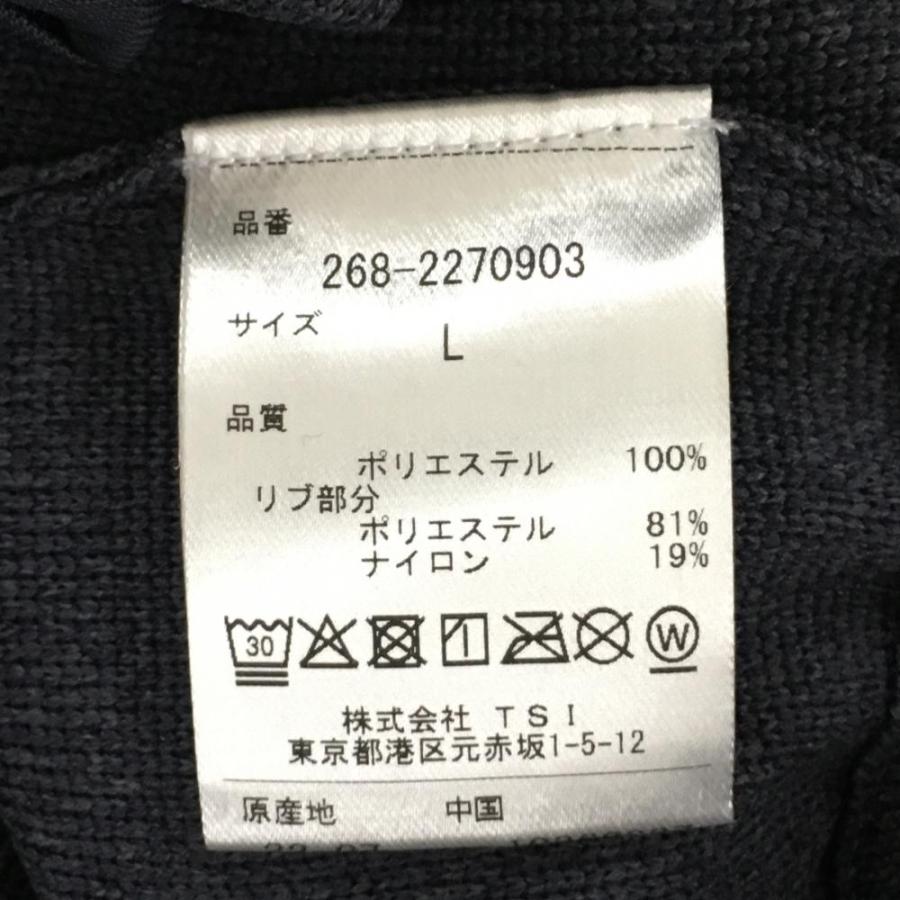 品番
268-2270903
サイズ
L
品質
ポリエステル 100%
リブ部分
ポリエステル 81%
ナイロン 19%
30 W
株式会社 TSI
東京都港区元赤坂1-5-12
原産地 中国